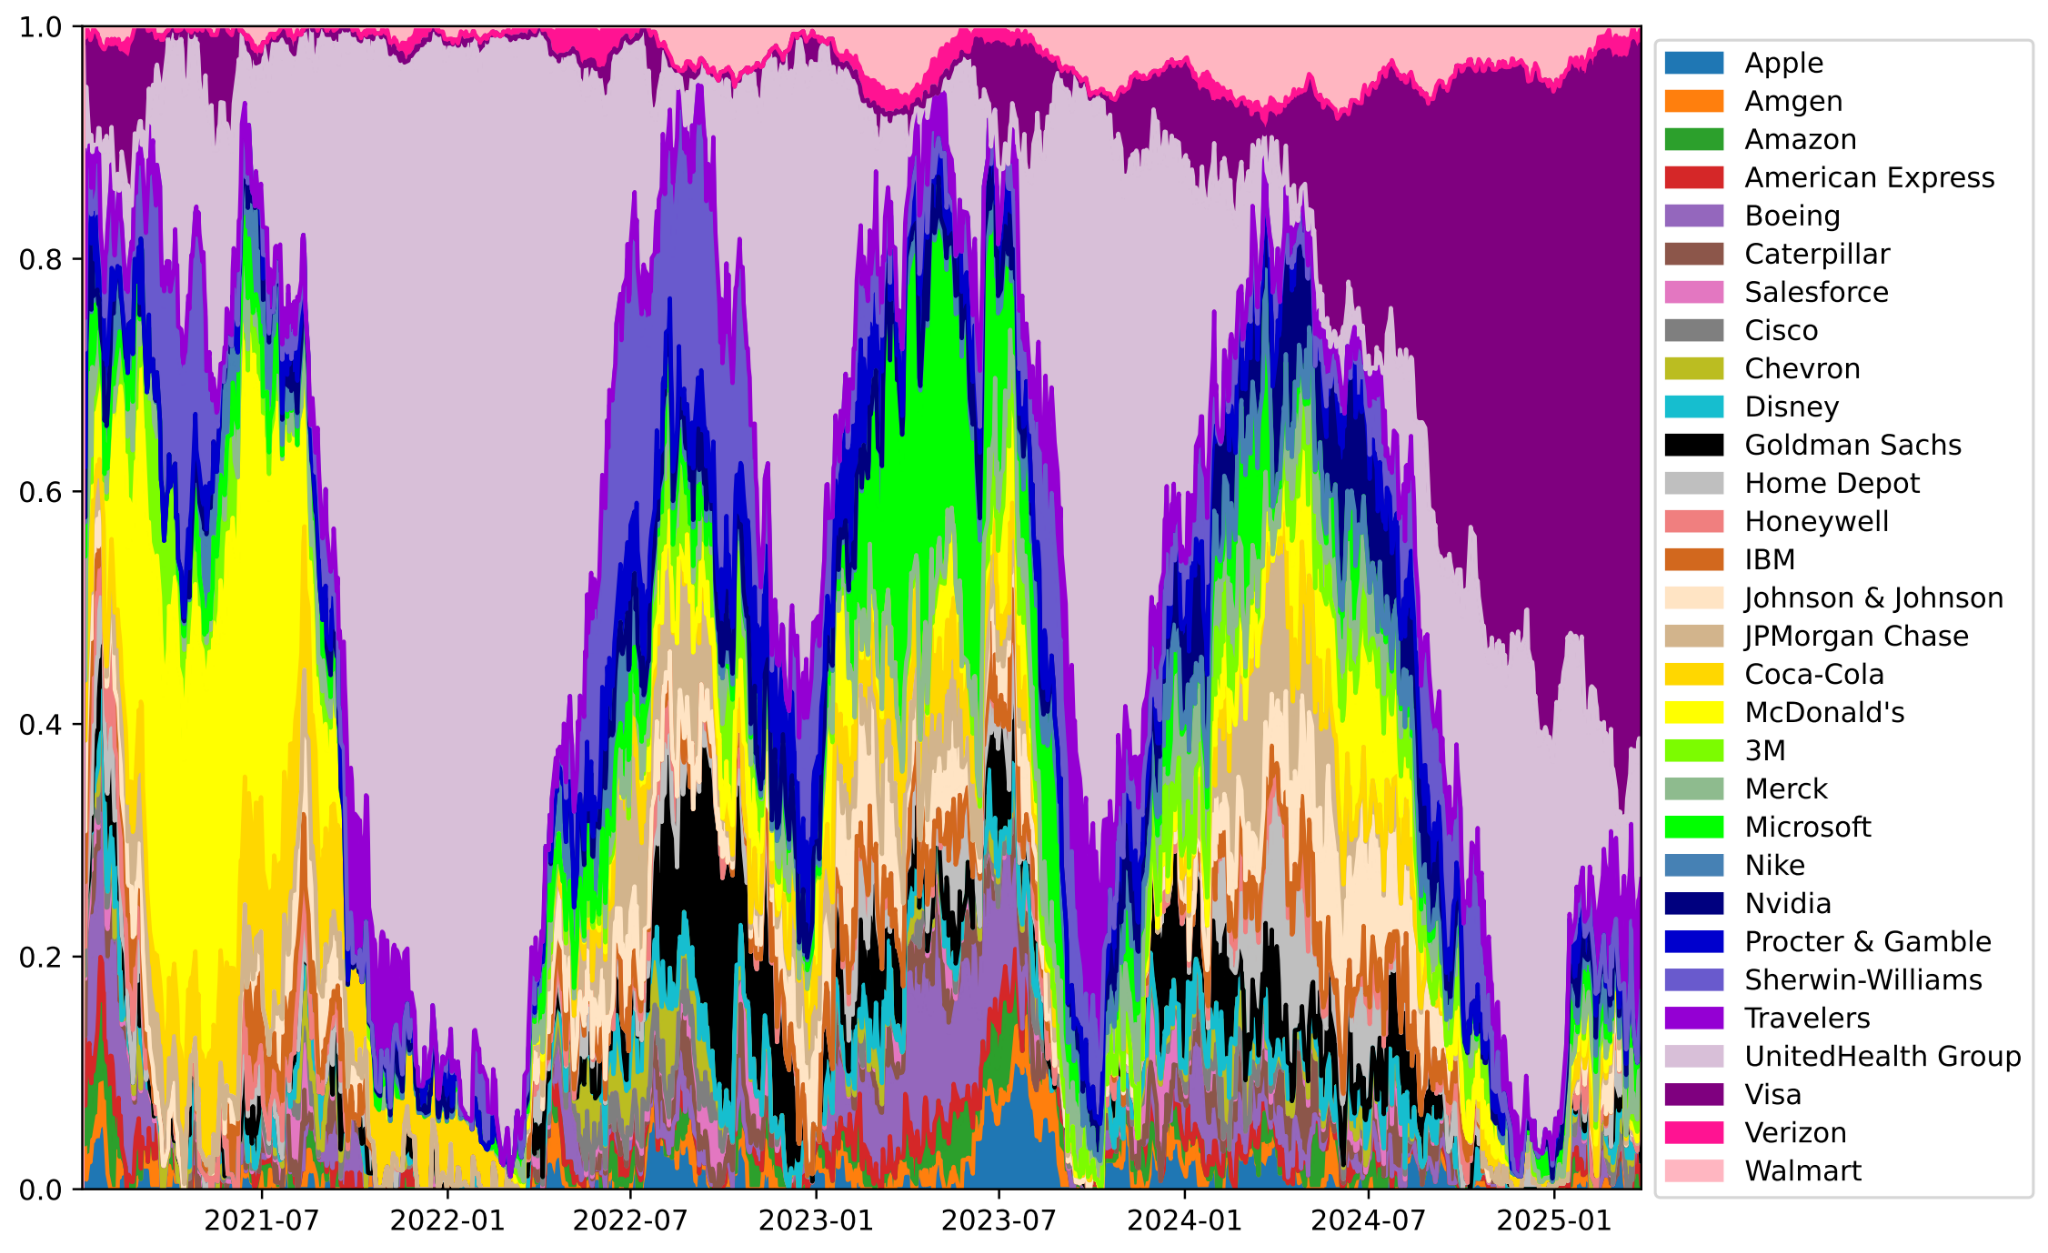 1.0
0.8
0.6
0.4
0.2
0.0
2021-07
2022-01
2022-07
2023-01
2023-07
2024-01
2024-07
2025-01
Apple
Amgen
Amazon
American Express
Boeing
Caterpillar
Salesforce
Cisco
Chevron
Disney
Goldman Sachs
Home Depot
Honeywell
IBM
Johnson & Johnson
JPMorgan Chase
Coca-Cola
McDonald's
3M
Merck
Microsoft
Nike
Nvidia
Procter & Gamble
Sherwin-Williams
Travelers
UnitedHealth Group
Visa
Verizon
Walmart